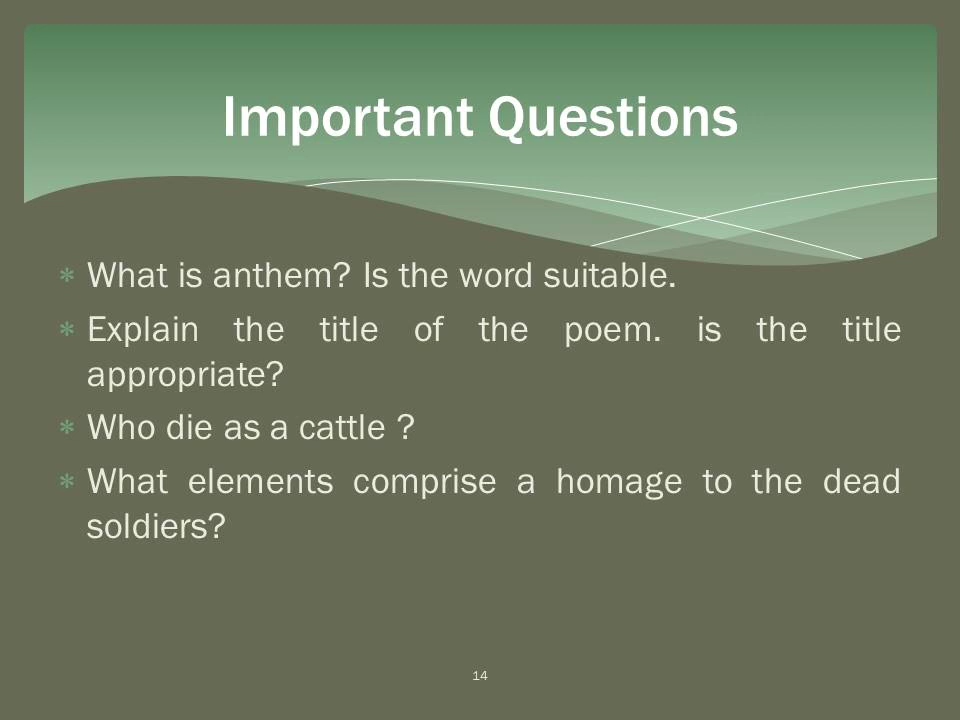 Important Questions
* What is anthem? Is the word suitable.
* Explain the title of the poem. is the title
appropriate?
* Who die as a cattle ?
* What elements comprise a homage to the dead
soldiers?
14